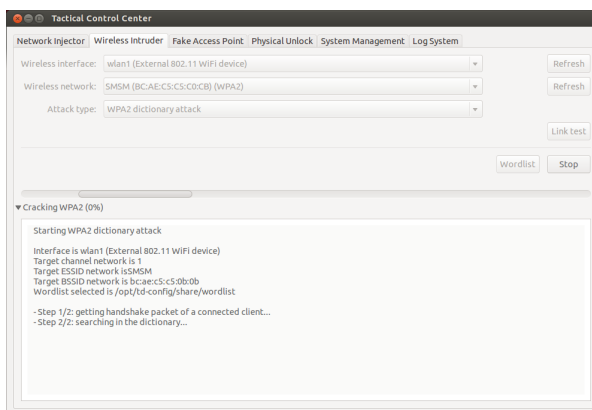 Tactical Control Center
Network Injector Wireless Intruder Fake Access Point Physical Unlock System Management Log System
Wireless interface: wlan1 (External 802.11 WiFi device) Refresh
Wireless network: SMSM (BC:AE:C5:C5:C0:CB) (WPA2) Refresh
Attack type: WPA2 dictionary attack
Link test
Wordlist Stop
Cracking WPA2 (0%)
Starting WPA2 dictionary attack
Interface is wlan1 (External 802.11 WiFi device)
Target channel network is 1
Target ESSID network isSMSM
Target BSSID network is bc:ae:c5:c5:0b:0b
Wordlist selected is /opt/td-config/share/wordlist
- Step 1/2: getting handshake packet of a connected client...
- Step 2/2: searching in the dictionary...